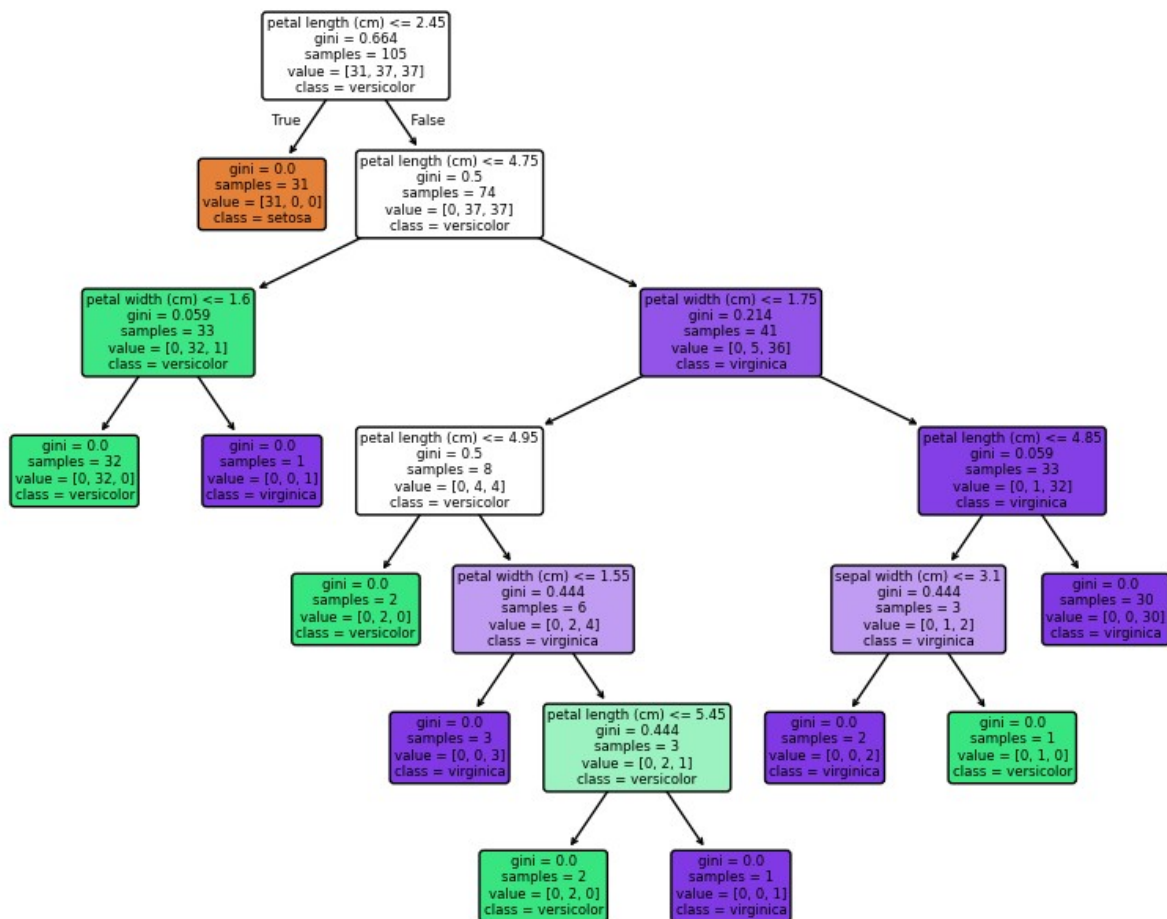 petal length (cm) <= 2.45
gini = 0.664
samples = 105
value = [31, 37, 37]
class = versicolor
True
False
gini = 0.0
samples = 31
value = [31, 0, 0]
class = setosa
petal length (cm) <= 4.75
gini = 0.5
samples = 74
value = [0, 37, 37]
class = versicolor
petal width (cm) <= 1.6
gini = 0.059
samples = 33
value = [0, 32, 1]
class = versicolor
petal width (cm) <= 1.75
gini = 0.214
samples = 41
value = [0, 5, 36]
class = virginica
gini = 0.0
samples = 32
value = [0, 32, 0]
class = versicolor
gini = 0.0
samples = 1
value = [0, 0, 1]
class = virginica
petal length (cm) <= 4.95
gini = 0.5
samples = 8
value = [0, 4, 4]
class = versicolor
petal length (cm) <= 4.85
gini = 0.059
samples = 33
value = [0, 1, 32]
class = virginica
gini = 0.0
samples = 2
value = [0, 2, 0]
class = versicolor
petal width (cm) <= 1.55
gini = 0.444
samples = 6
value = [0, 2, 4]
class = virginica
sepal width (cm) <= 3.1
gini = 0.444
samples = 3
value = [0, 1, 2]
class = virginica
gini = 0.0
samples = 30
value = [0, 0, 30]
class = virginica
gini = 0.0
samples = 3
value = [0, 0, 3]
class = virginica
petal length (cm) <= 5.45
gini = 0.444
samples = 3
value = [0, 2, 1]
class = versicolor
gini = 0.0
samples = 2
value = [0, 0, 2]
class = virginica
gini = 0.0
samples = 1
value = [0, 1, 0]
class = versicolor
gini = 0.0
samples = 2
value = [0, 2, 0]
class = versicolor
gini = 0.0
samples = 1
value = [0, 0, 1]
class = virginica